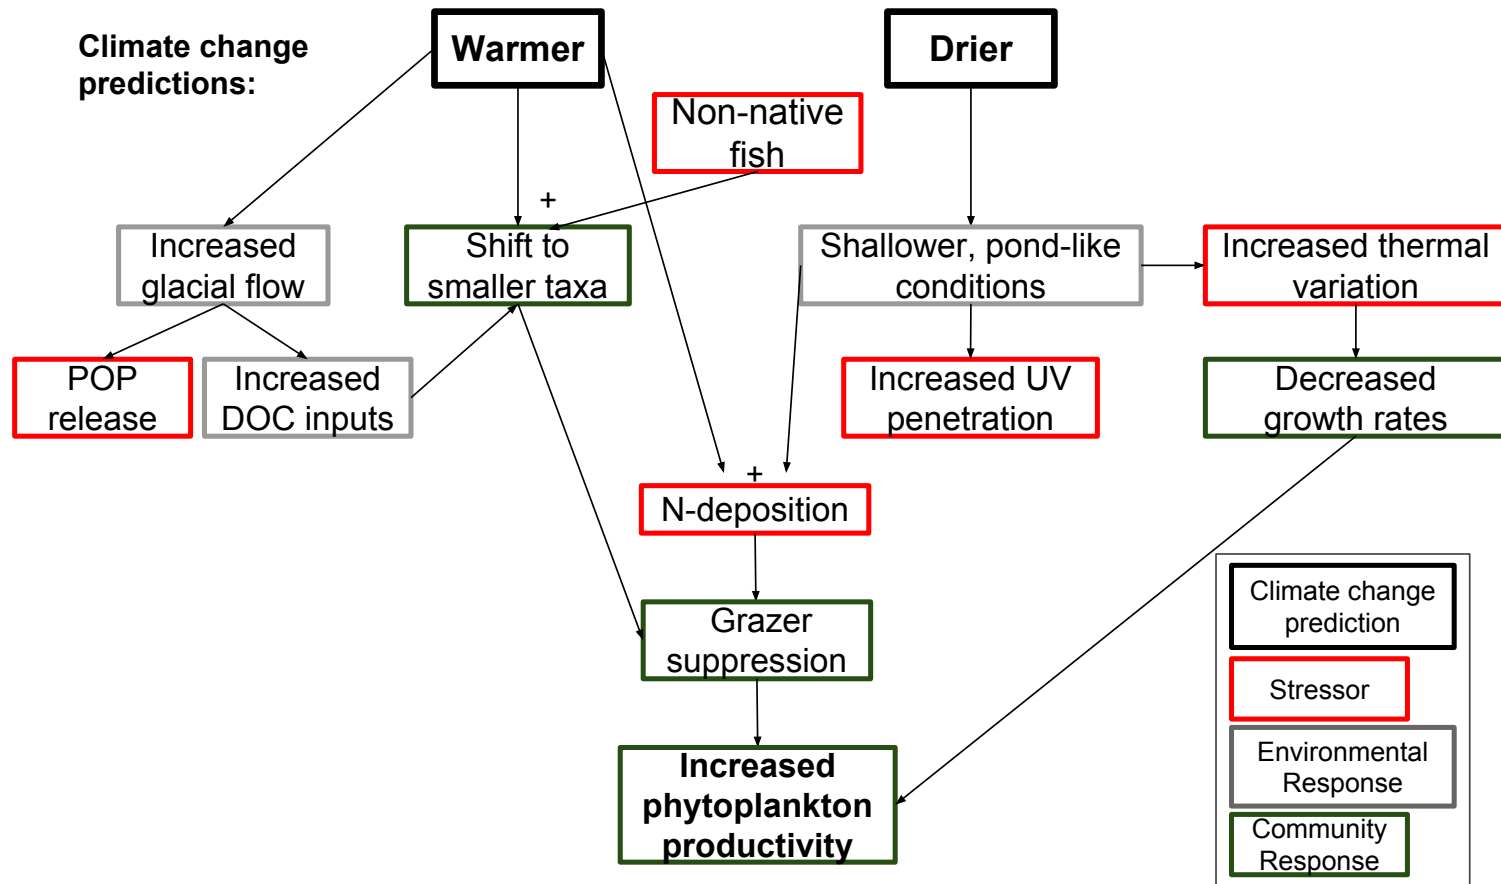 Climate change
predictions:
Warmer
Drier
Non-native
fish
+
Increased
glacial flow
Shift to
smaller taxa
Shallower, pond-like
conditions
Increased thermal
variation
POP
release
Increased
DOC inputs
Increased UV
penetration
Decreased
growth rates
+
N-deposition
Grazer
suppression
Increased
phytoplankton
productivity
Climate change
prediction
Stressor
Environmental
Response
Community
Response